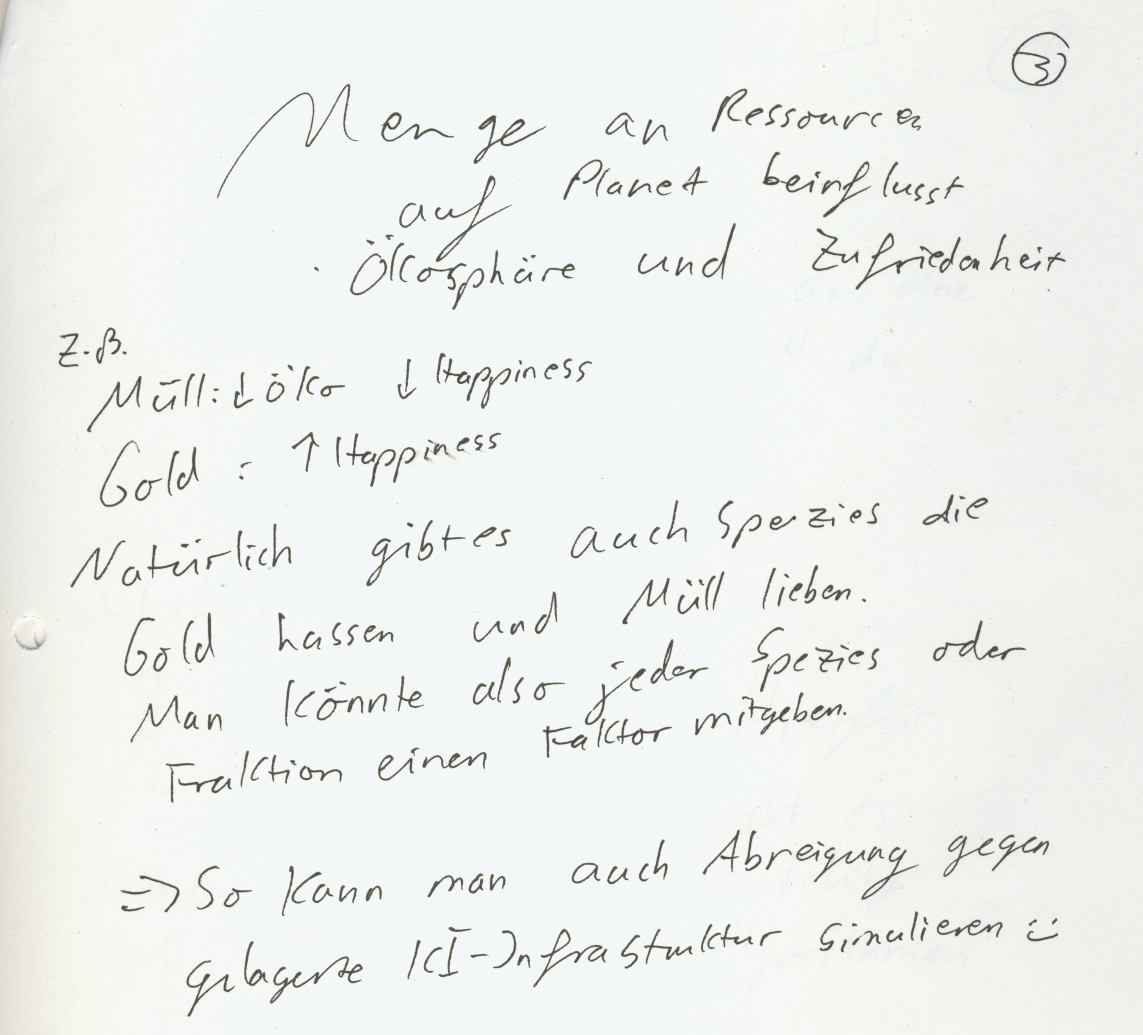 3
Menge an Ressourcen
auf Planet beinflusst
Ökosphäre und Zufriedenheit
z.B.
Müll: ↓ öko ↓ Happiness
Gold : ↑ Happiness
Natürlich gibt es auch Spezies die
Gold hassen und Müll lieben.
Man könnte also jeder Spezies oder
Fraktion einen Faktor mitgeben.
=> So kann man auch Abneigung gegen
gelagerte KI-Infrastruktur simulieren :)